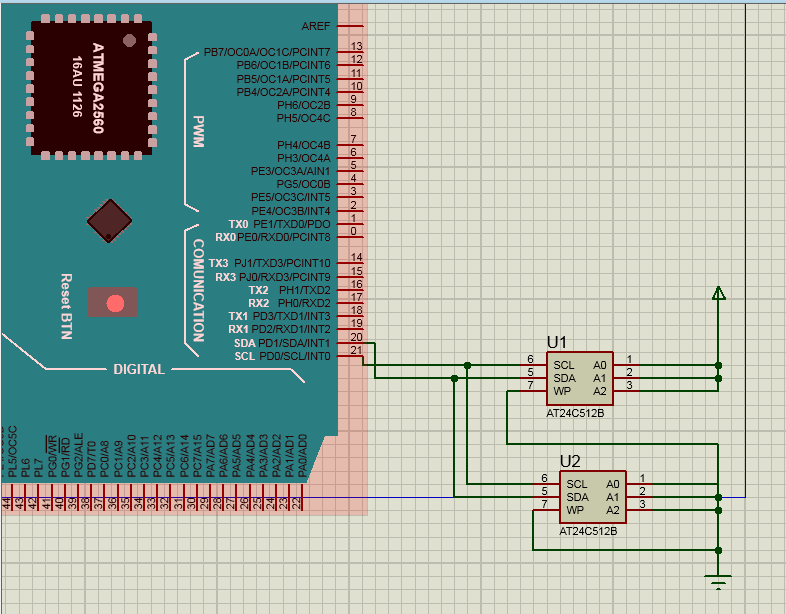 ATMEGA2560
16AU 1126
AREF
PB7/OC0A/OC1C/PCINT7 13
PB6/OC1B/PCINT6 12
PB5/OC1A/PCINT5 11
PB4/OC2A/PCINT4 10
PH6/OC2B 9
PH5/OC4C 8
PWM
PH4/OC4B 7
PH3/OC4A 6
PE3/OC3A/AIN1 5
PG5/OC0B 4
PE5/OC3C/INT5 3
PE4/OC3B/INT4 2
TX0 PE1/TXD0/PDO 1
RX0 PE0/RXD0/PCINT8 0
COMUNICATION
TX3 PJ1/TXD3/PCINT10 14
RX3 PJ0/RXD3/PCINT9 15
TX2 PH1/TXD2 16
RX2 PH0/RXD2 17
TX1 PD3/TXD1/INT3 18
RX1 PD2/RXD1/INT2 19
SDA PD1/SDA/INT1 20
SCL PD0/SCL/INT0 21
Reset BTN
DIGITAL
U1
6 SCL A0 1
5 SDA A1 2
7 WP A2 3
AT24C512B
U2
6 SCL A0 1
5 SDA A1 2
7 WP A2 3
AT24C512B
PL5/OC5C 44
PL6 43
PL7 42
PG0/WR 41
PG1/RD 40
PG2/ALE 39
PD7/T0 38
PC0/A8 37
PC1/A9 36
PC2/A10 35
PC3/A11 34
PC4/A12 33
PC5/A13 32
PC6/A14 31
PC7/A15 30
PA7/AD7 29
PA6/AD6 28
PA5/AD5 27
PA4/AD4 26
PA3/AD3 25
PA2/AD2 24
PA1/AD1 23
PA0/AD0 22